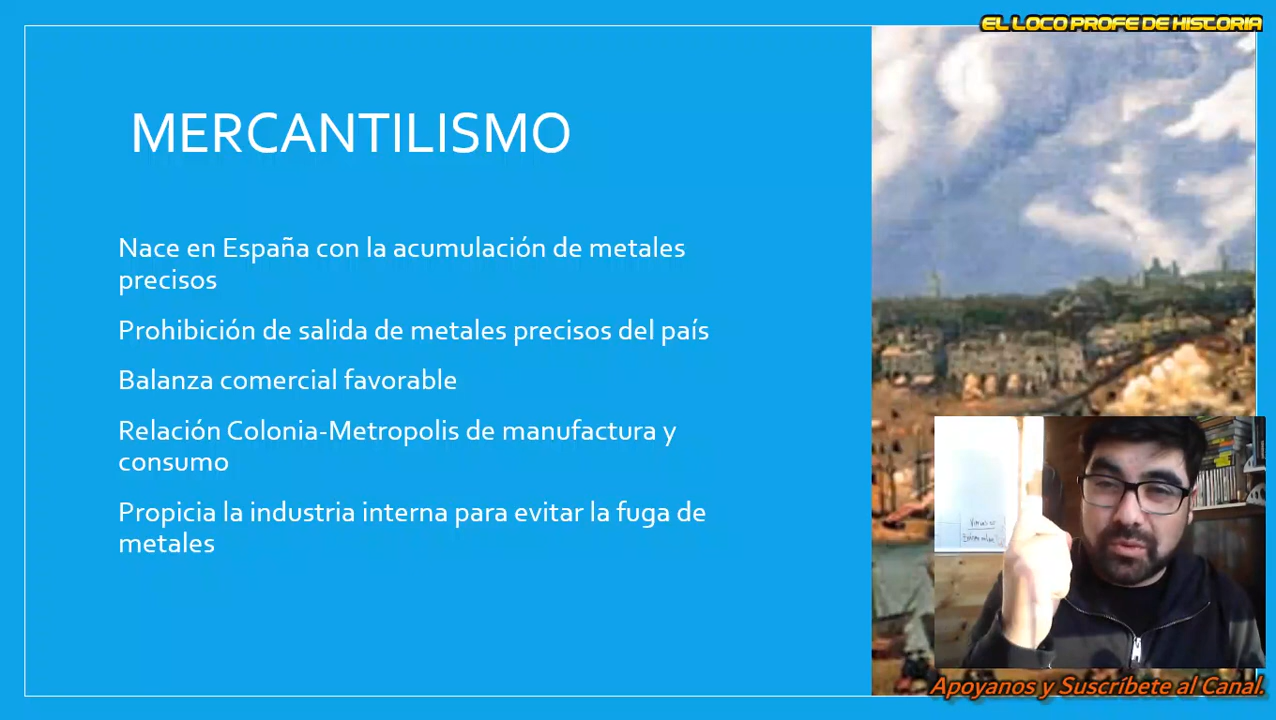 EL LOCO PROFE DE HISTORIA
MERCANTILISMO
Nace en España con la acumulación de metales
precisos
Prohibición de salida de metales precisos del país
Balanza comercial favorable
Relación Colonia-Metropolis de manufactura y
consumo
Propicia la industria interna para evitar la fuga de
metales
Apoyanos y Suscríbete al Canal.